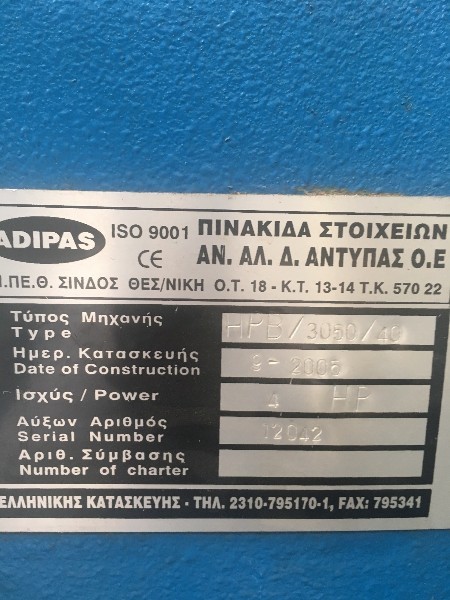 ADIPAS ISO 9001 CE ΠΙΝΑΚΙΔΑ ΣΤΟΙΧΕΙΩΝ
ΑΝ. ΑΛ. Δ. ΑΝΤΥΠΑΣ Ο.Ε
.ΠΕ.Θ. ΣΙΝΔΟΣ ΘΕΣ/ΝΙΚΗ Ο.Τ. 18 - Κ.Τ. 13-14 Τ.Κ. 570 22
Τύπος Μηχανής
Type HPB/3060/40
Ημερ. Κατασκευής
Date of Construction 9-2005
Ισχύς / Power 4 HP
Αύξων Αριθμός
Serial Number 12042
Αριθ. Σύμβασης
Number of charter
ΕΛΛΗΝΙΚΗΣ ΚΑΤΑΣΚΕΥΗΣ - ΤΗΛ. 2310-795170-1, FAX: 795341